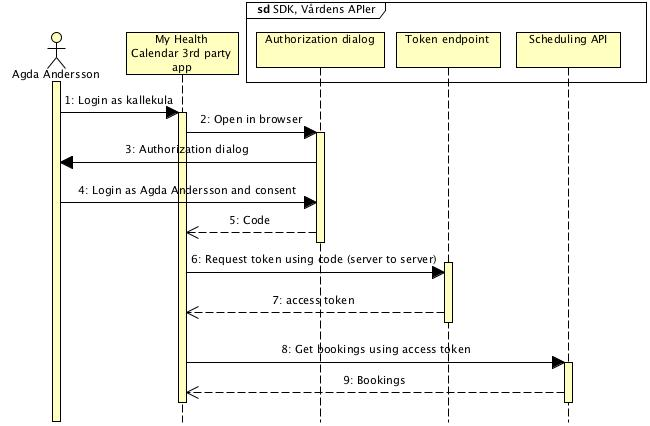 sd SDK, Vårdens APIer
Agda Andersson
My Health
Calendar 3rd party
app
Authorization dialog
Token endpoint
Scheduling API
1: Login as kallekula
2: Open in browser
3: Authorization dialog
4: Login as Agda Andersson and consent
5: Code
6: Request token using code (server to server)
7: access token
8: Get bookings using access token
9: Bookings